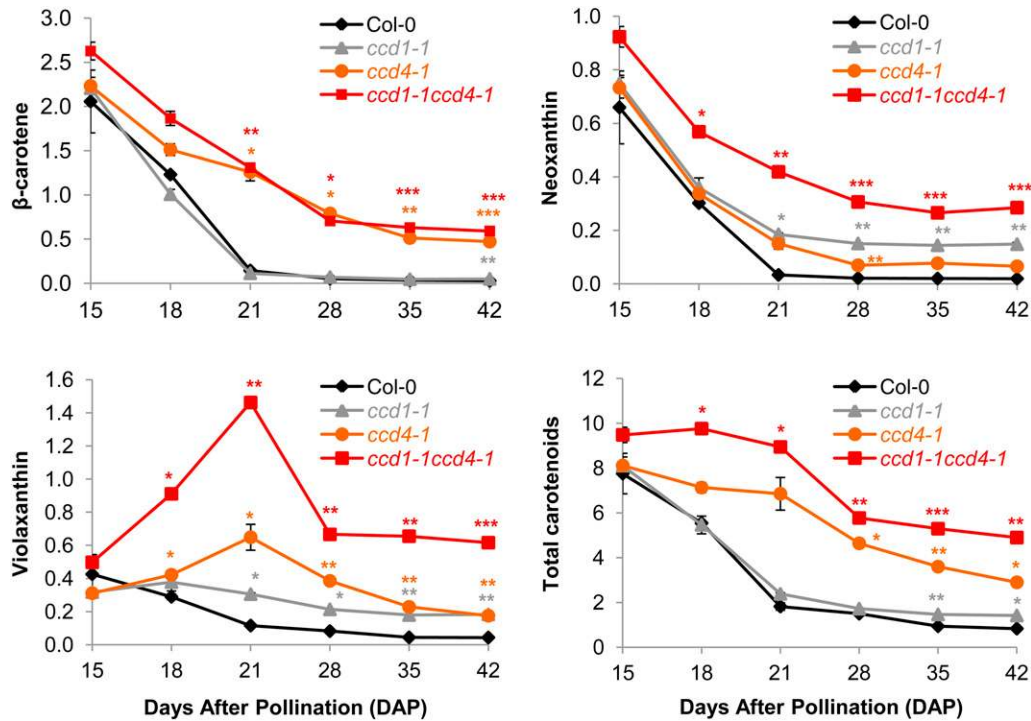 β-carotene
3.0
2.5
2.0
1.5
1.0
0.5
0.0
Col-0
ccd1-1
ccd4-1
ccd1-1ccd4-1
**
*
*
*
***
**
***
***
**
15 18 21 28 35 42
Neoxanthin
1.0
0.8
0.6
0.4
0.2
0.0
Col-0
ccd1-1
ccd4-1
ccd1-1ccd4-1
*
**
***
***
***
*
**
**
**
**
15 18 21 28 35 42
Violaxanthin
1.6
1.4
1.2
1.0
0.8
0.6
0.4
0.2
0.0
Col-0
ccd1-1
ccd4-1
ccd1-1ccd4-1
*
**
**
**
***
*
*
**
**
**
*
*
**
**
15 18 21 28 35 42
Days After Pollination (DAP)
Total carotenoids
12
10
8
6
4
2
0
Col-0
ccd1-1
ccd4-1
ccd1-1ccd4-1
*
*
**
***
**
*
**
*
**
*
15 18 21 28 35 42
Days After Pollination (DAP)